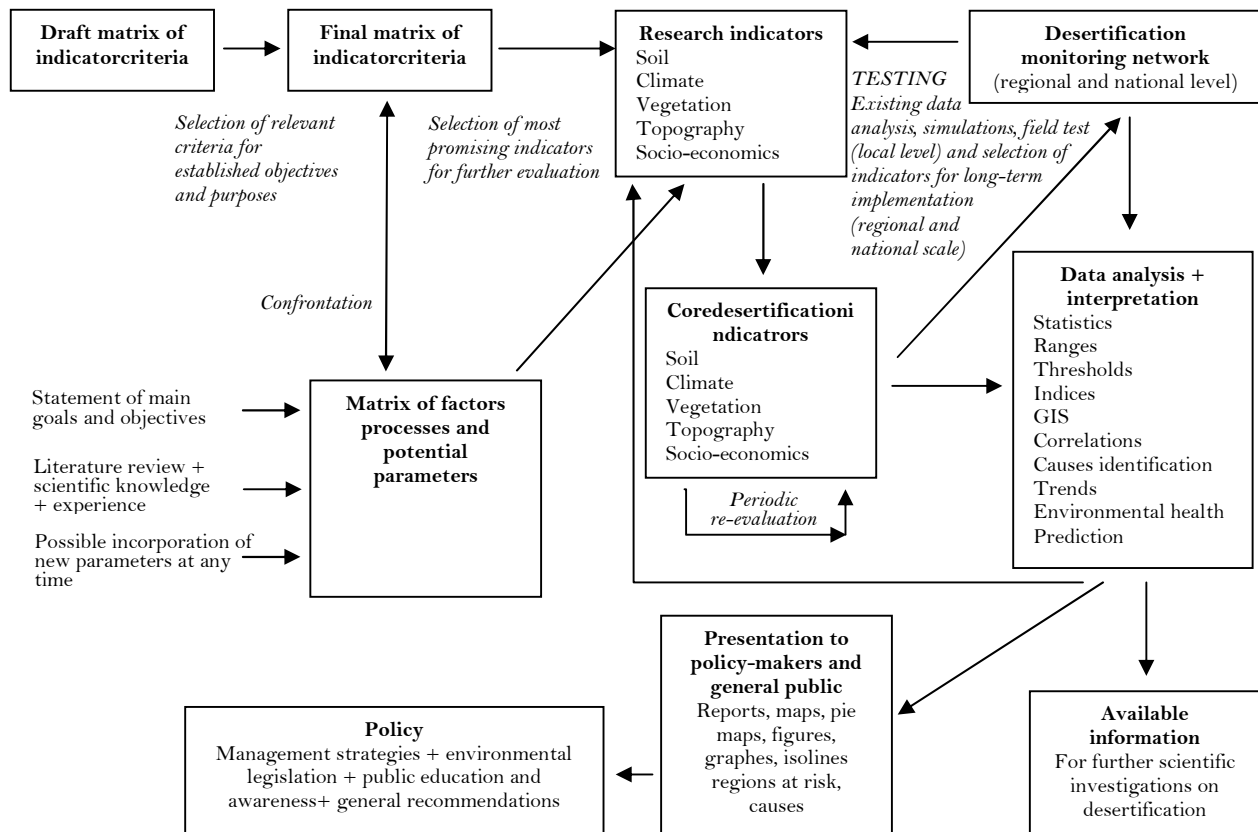 Draft matrix of
indicatorcriteria
Final matrix of
indicatorcriteria
Research indicators
Soil
Climate
Vegetation
Topography
Socio-economics
Desertification
monitoring network
(regional and national level)
Selection of relevant
criteria for
established objectives
and purposes
Selection of most
promising indicators
for further evaluation
TESTING
Existing data
analysis, simulations, field test
(local level) and selection of
indicators for long-term
implementation
(regional and
national scale)
Confrontation
Coredesertificationi
ndicatrors
Soil
Climate
Vegetation
Topography
Socio-economics
Periodic
re-evaluation
Data analysis +
interpretation
Statistics
Ranges
Thresholds
Indices
GIS
Correlations
Causes identification
Trends
Environmental health
Prediction
Statement of main
goals and objectives
Literature review +
scientific knowledge
+ experience
Possible incorporation of
new parameters at any
time
Matrix of factors
processes and
potential
parameters
Presentation to
policy-makers and
general public
Reports, maps, pie
maps, figures,
graphes, isolines
regions at risk,
causes
Policy
Management strategies + environmental
legislation + public education and
awareness+ general recommendations
Available
information
For further scientific
investigations on
desertification